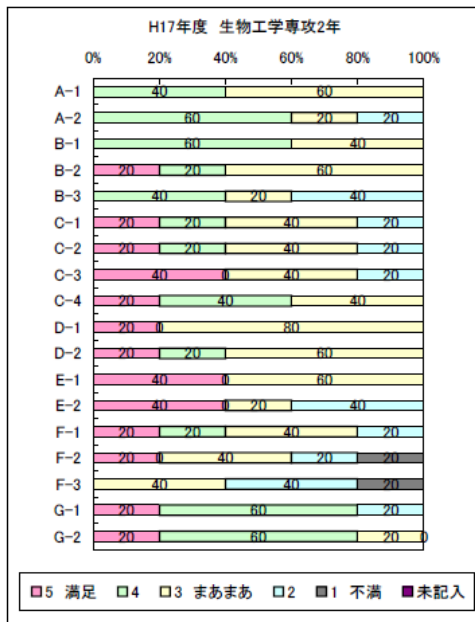 H17年度 生物工学専攻2年
0% 20% 40% 60% 80% 100%
A-1 40 60
A-2 60 20 20
B-1 60 40
B-2 20 20 60
B-3 40 20 40
C-1 20 20 40 20
C-2 20 20 40 20
C-3 40 0 40 20
C-4 20 40 40
D-1 20 0 80
D-2 20 20 60
E-1 40 0 60
E-2 40 0 20 40
F-1 20 20 40 20
F-2 20 0 40 20 20
F-3 40 40 20
G-1 20 60 20
G-2 20 60 20 0
5 満足 4 3 まあまあ 2 1 不満 未記入